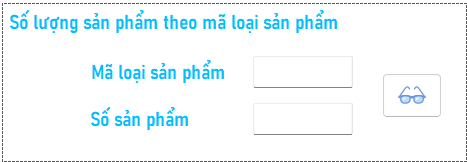 Số lượng sản phẩm theo mã loại sản phẩm
Mã loại sản phẩm
Số sản phẩm